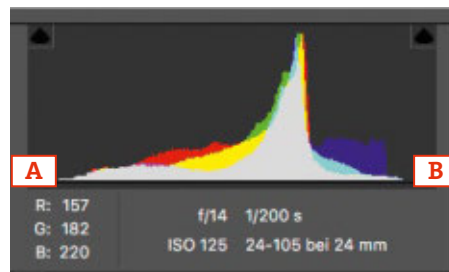 A
B
R: 157
G: 182
B: 220
f/14 1/200 s
ISO 125 24-105 bei 24 mm